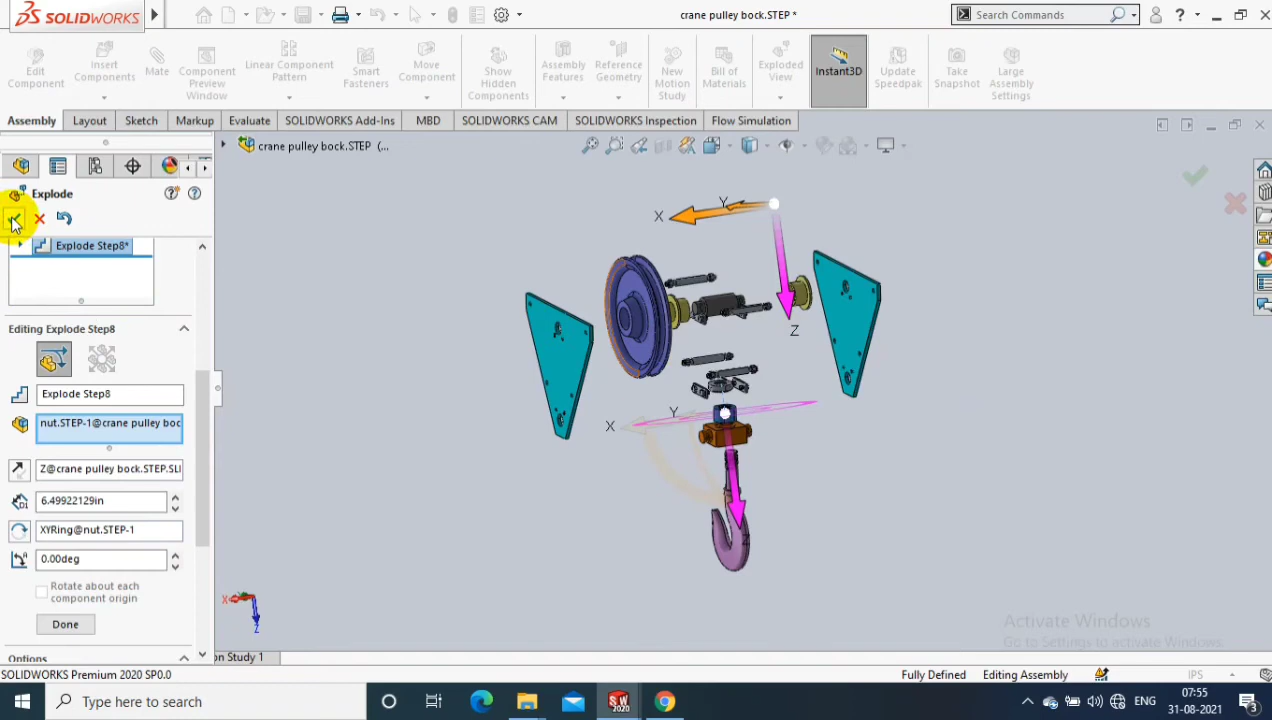 SOLIDWORKS
crane pulley bock.STEP *
Search Commands
Edit Component
Insert Components
Mate
Component Preview Window
Linear Component Pattern
Smart Fasteners
Move Component
Show Hidden Components
Assembly Features
Reference Geometry
New Motion Study
Bill of Materials
Exploded View
Instant3D
Update Speedpak
Take Snapshot
Large Assembly Settings
Assembly
Layout
Sketch
Markup
Evaluate
SOLIDWORKS Add-Ins
MBD
SOLIDWORKS CAM
SOLIDWORKS Inspection
Flow Simulation
crane pulley bock.STEP (...
Explode
Explode Step8*
Editing Explode Step8
Explode Step8
nut.STEP-1@crane pulley boc
Z@crane pulley bock.STEP.SL
6.49922129in
XYRing@nut.STEP-1
0.00deg
Rotate about each
component origin
Done
Options
X
Y
Z
X
Y
Z
X
Z
Activate Windows
Go to Settings to activate Windows.
on Study 1
SOLIDWORKS Premium 2020 SP0.0
Fully Defined
Editing Assembly
IPS
Type here to search
SW
2020
ENG
07:55
31-08-2021
3